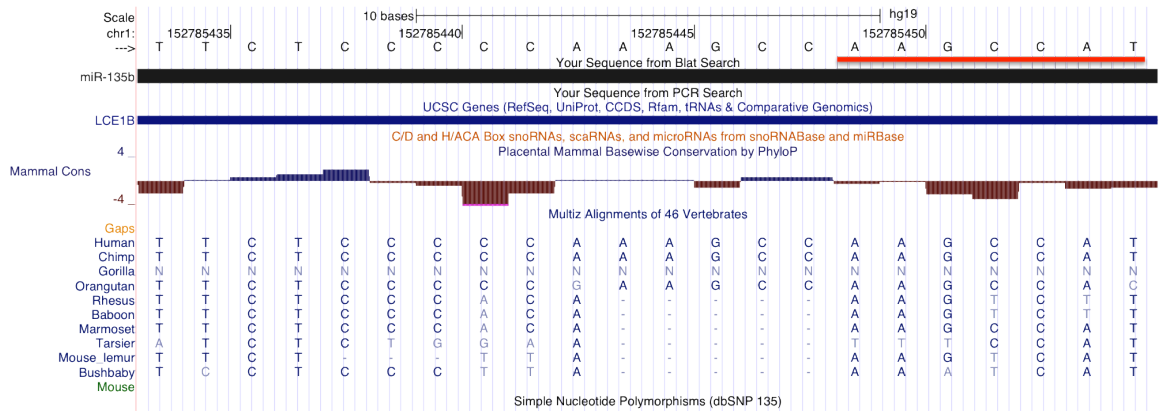 Scale 10 bases hg19
chr1: 152785435 152785440 152785445 152785450
---> T T C T C C C C C A A A G C C A A G C C A T
Your Sequence from Blat Search
miR-135b
Your Sequence from PCR Search
UCSC Genes (RefSeq, UniProt, CCDS, Rfam, tRNAs & Comparative Genomics)
LCE1B
C/D and H/ACA Box snoRNAs, scaRNAs, and microRNAs from snoRNABase and miRBase
4 _ Placental Mammal Basewise Conservation by PhyloP
Mammal Cons
-4 _
Multiz Alignments of 46 Vertebrates
Gaps
Human T T C T C C C C C A A A G C C A A G C C A T
Chimp T T C T C C C C C A A A G C C A A G C C A T
Gorilla N N N N N N N N N N N N N N N N N N N N N N
Orangutan T T C T C C C C C G A A G C C A A G C C A C
Rhesus T T C T C C C A C A - - - - - A A G T C T T
Baboon T T C T C C C A C A - - - - - A A G T C T T
Marmoset T T C T C C C A C A - - - - - A A G C C A T
Tarsier A T C T C T G G A A - - - - - T T T C C A T
Mouse_lemur T T C T - - - T T A - - - - - A A G T C A T
Bushbaby T C C T C C C T T A - - - - - A A A T C A T
Mouse
Simple Nucleotide Polymorphisms (dbSNP 135)